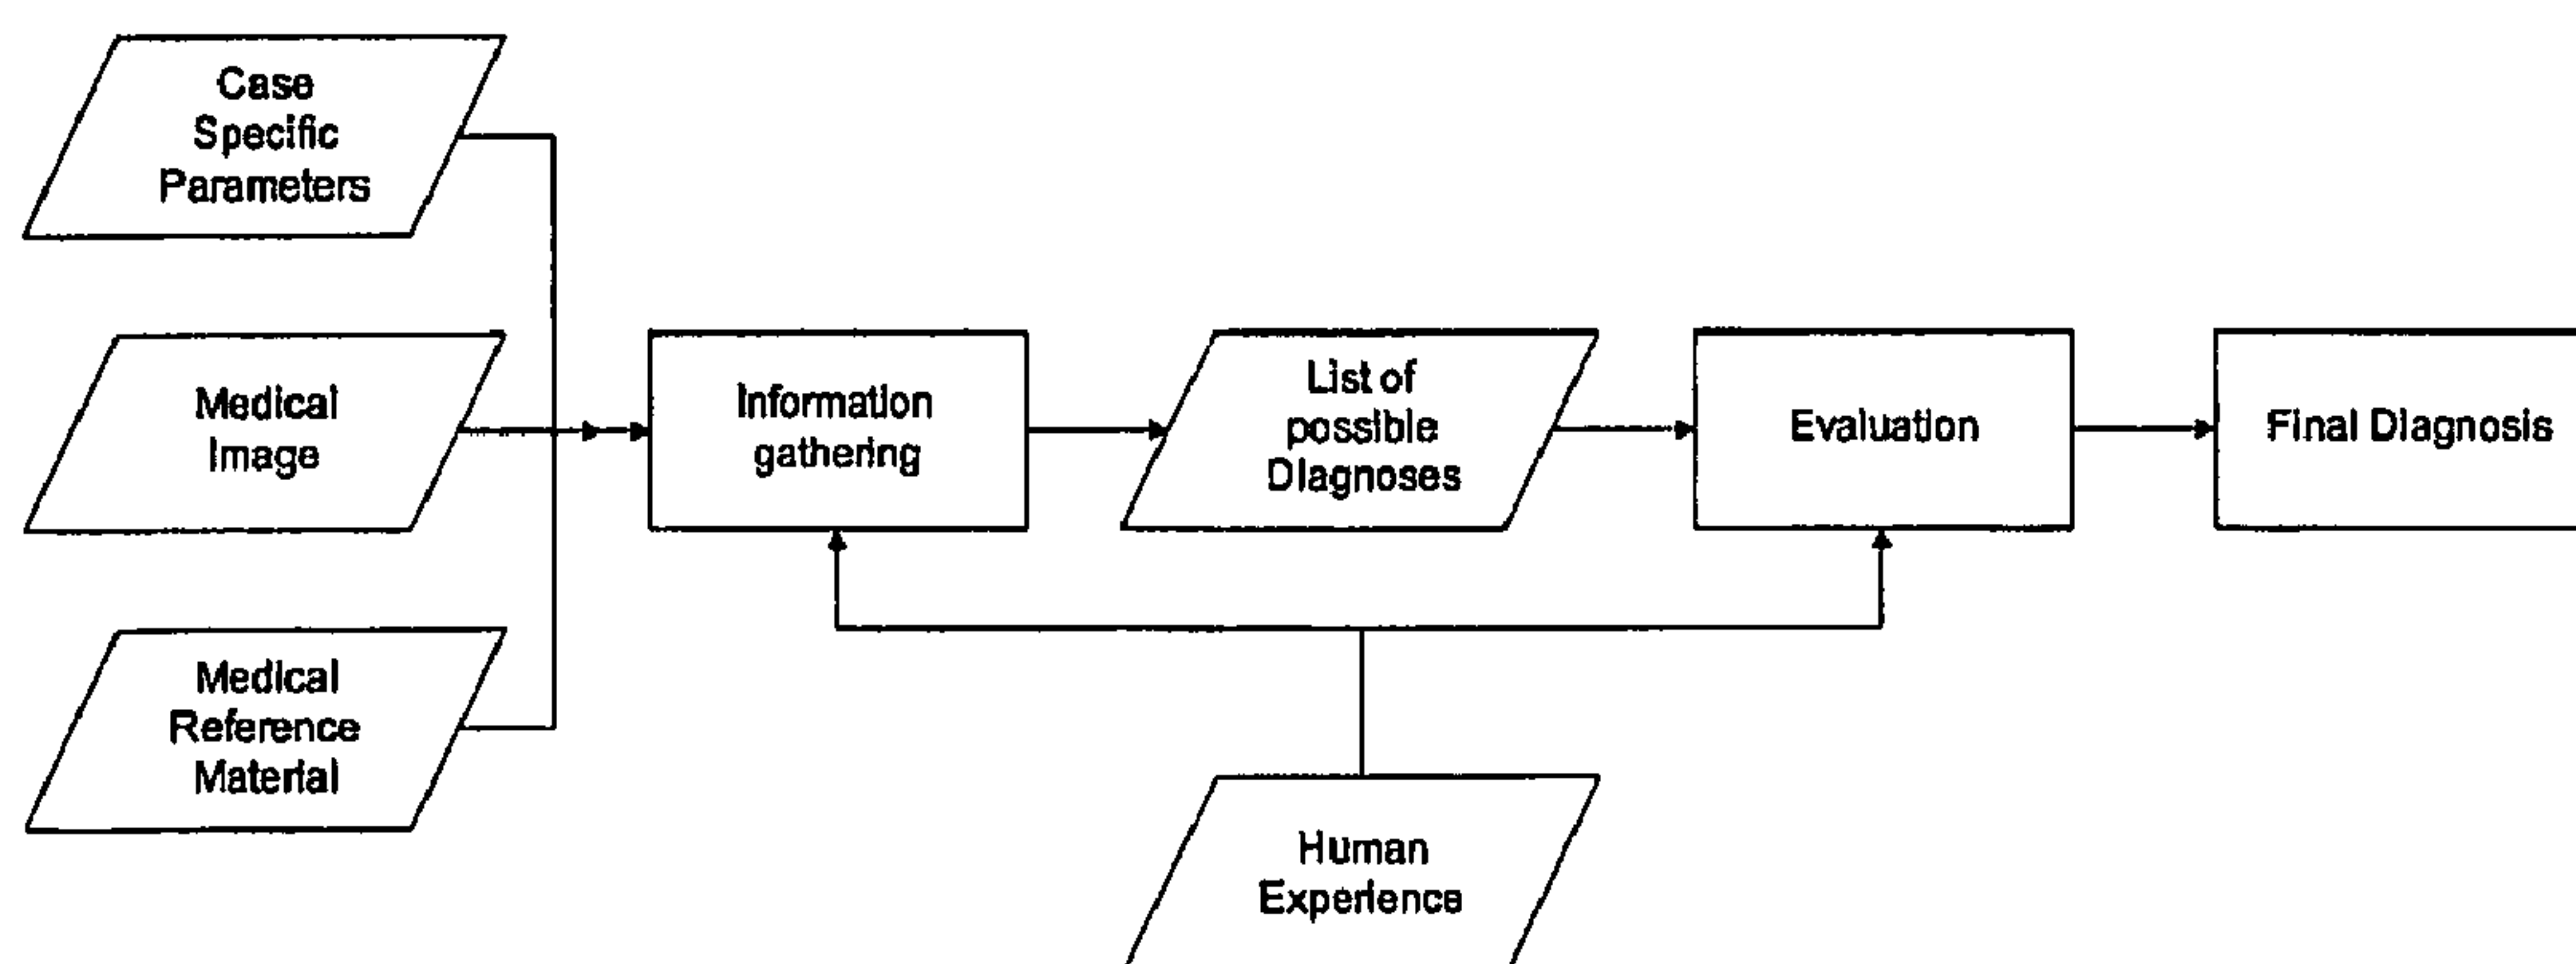 Case
Specific
Parameters
Medical
Image
Medical
Reference
Material
Information
gathering
List of
possible
Diagnoses
Evaluation
Final Diagnosis
Human
Experience